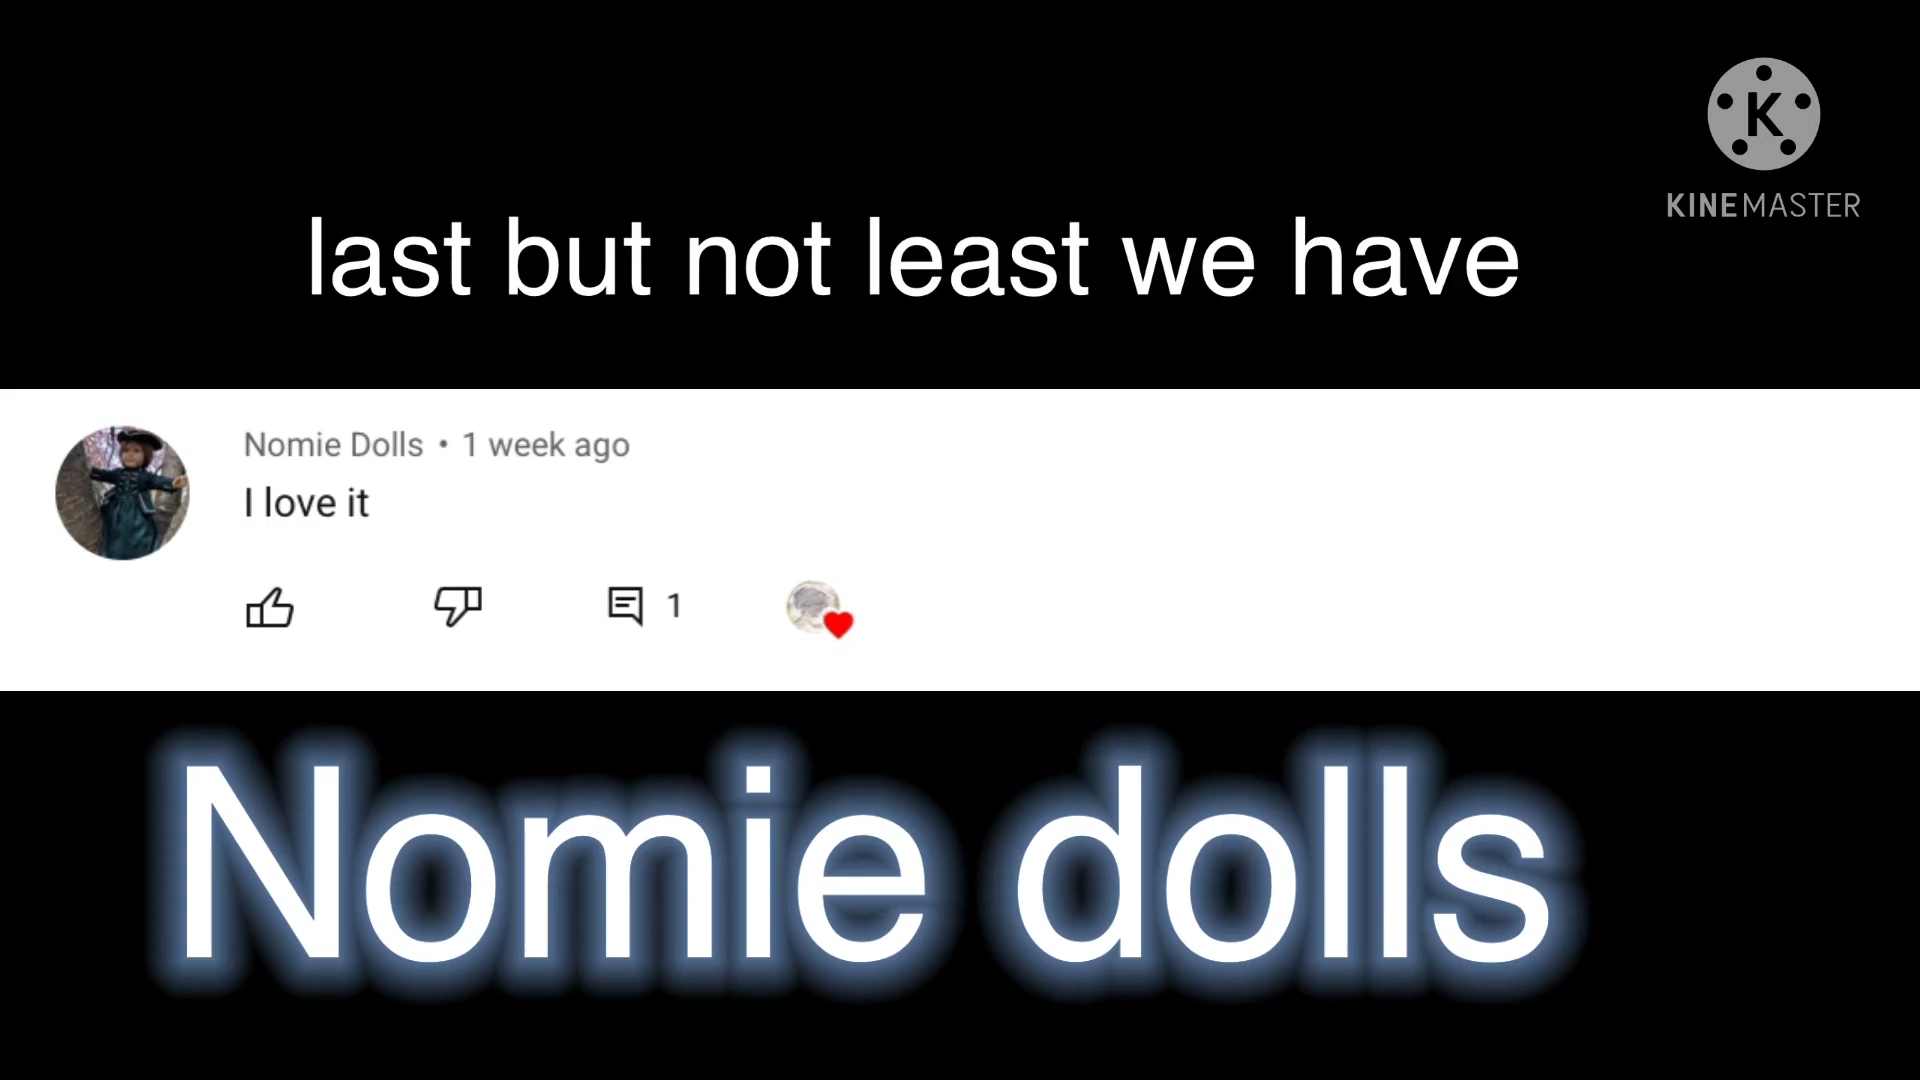 K
KINEMASTER
last but not least we have
Nomie Dolls • 1 week ago
I love it
1
Nomie dolls